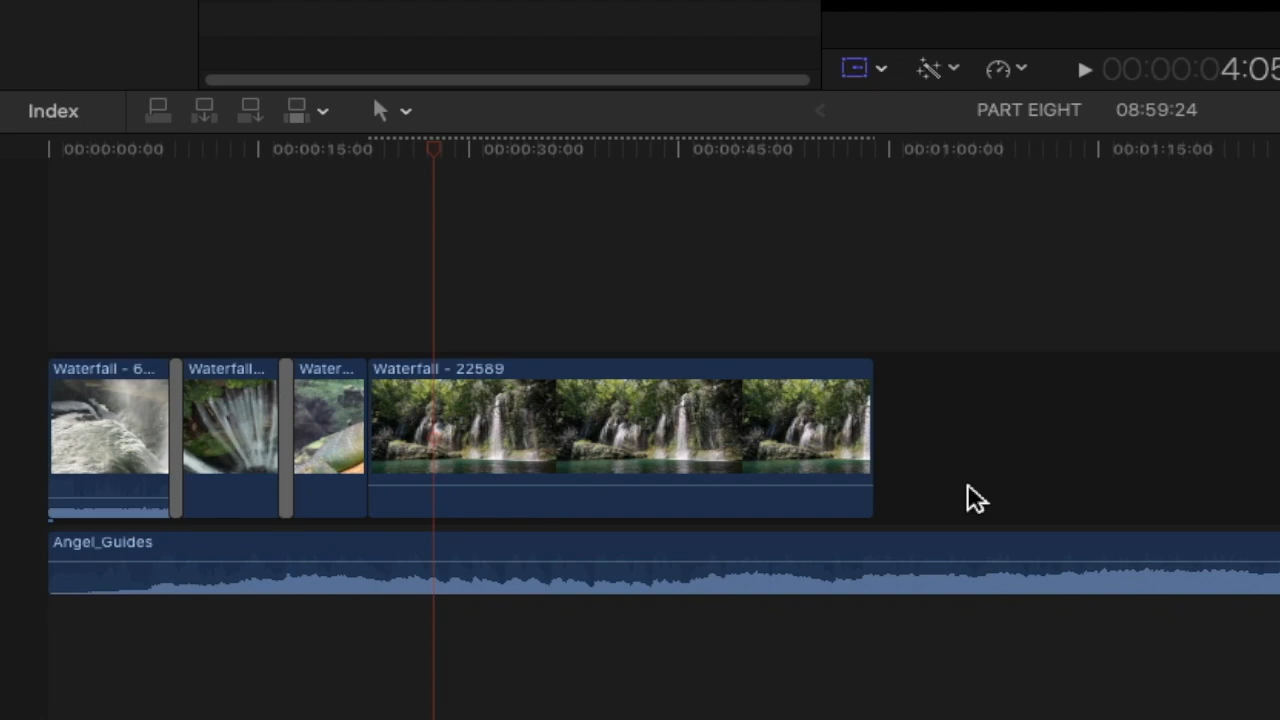 00:00:04:05
Index
PART EIGHT 08:59:24
00:00:00:00 00:00:15:00 00:00:30:00 00:00:45:00 00:01:00:00 00:01:15:00
Waterfall - 6... Waterfall... Water... Waterfall - 22589
Angel_Guides